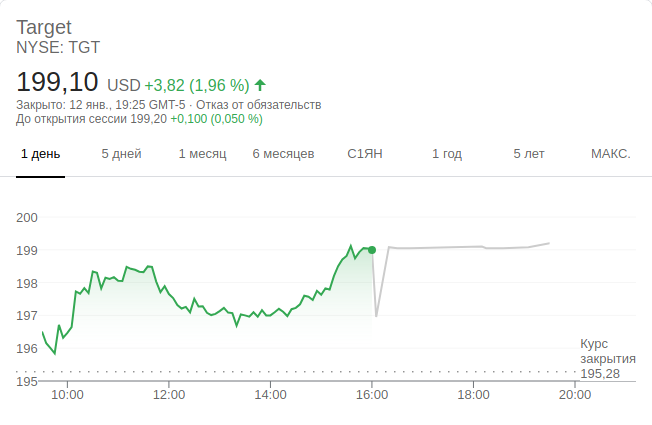 Target
NYSE: TGT
199,10 USD +3,82 (1,96 %)
Закрыто: 12 янв., 19:25 GMT-5 · Отказ от обязательств
До открытия сессии 199,20 +0,100 (0,050 %)
1 день 5 дней 1 месяц 6 месяцев С1ЯН 1 год 5 лет МАКС.
200
199
198
197
196
195
Курс
закрытия
195,28
10:00 12:00 14:00 16:00 18:00 20:00